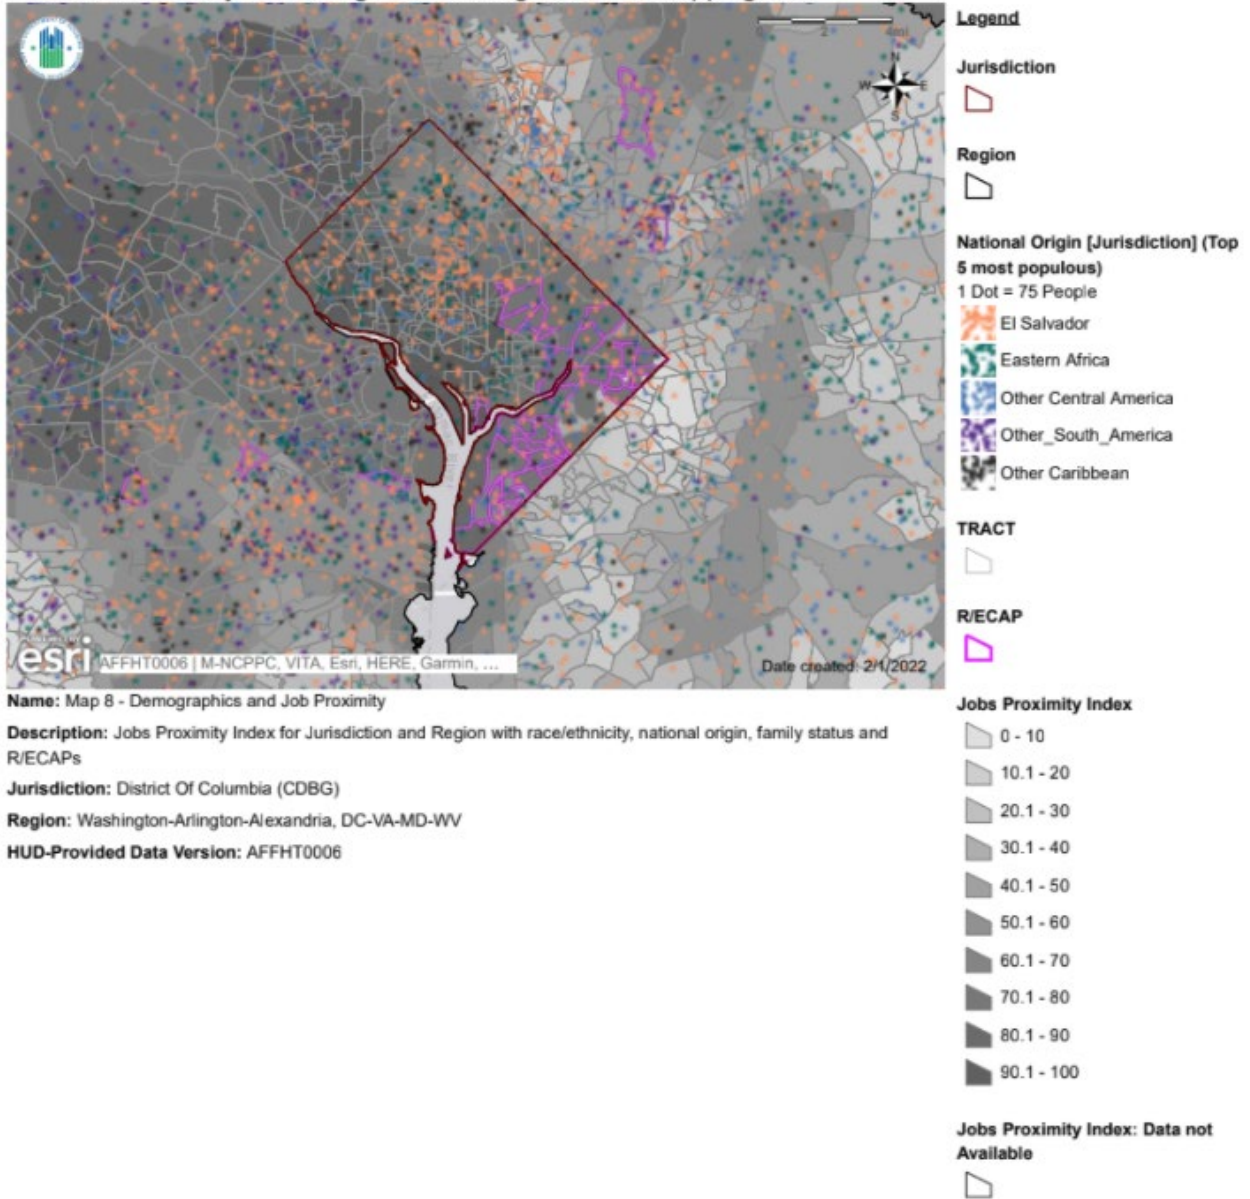 2
4mi
N
W
E
S
esri
AFFHT0006 | M-NCPPC, VITA, Esri, HERE, Garmin, ...
Date created: 2/1/2022
Name: Map 8 - Demographics and Job Proximity
Description: Jobs Proximity Index for Jurisdiction and Region with race/ethnicity, national origin, family status and
R/ECAPs
Jurisdiction: District Of Columbia (CDBG)
Region: Washington-Arlington-Alexandria, DC-VA-MD-WV
HUD-Provided Data Version: AFFHT0006
Legend
Jurisdiction
Region
National Origin [Jurisdiction] (Top
5 most populous)
1 Dot = 75 People
El Salvador
Eastern Africa
Other Central America
Other_South_America
Other Caribbean
TRACT
R/ECAP
Jobs Proximity Index
0 - 10
10.1 - 20
20.1 - 30
30.1 - 40
40.1 - 50
50.1 - 60
60.1 - 70
70.1 - 80
80.1 - 90
90.1 - 100
Jobs Proximity Index: Data not
Available